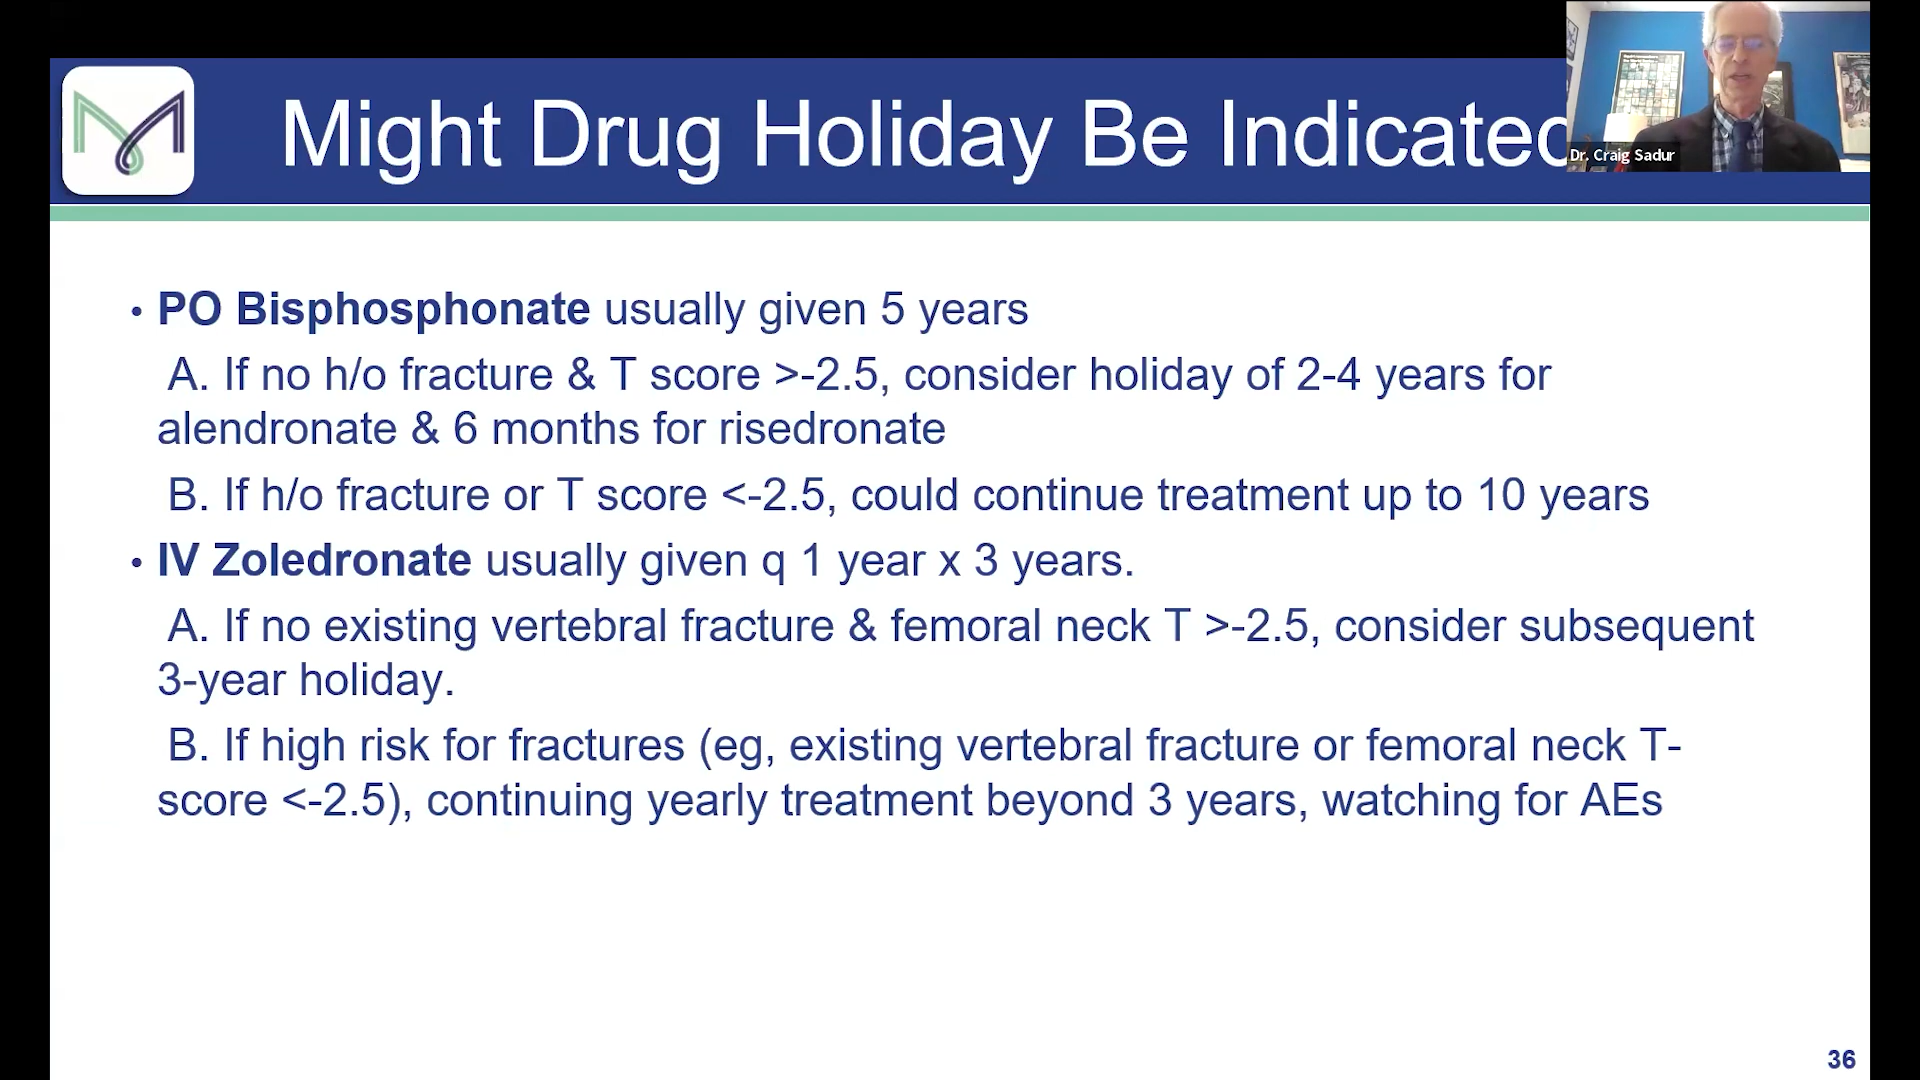 Might Drug Holiday Be Indicated
Dr. Craig Sadur
• PO Bisphosphonate usually given 5 years
A. If no h/o fracture & T score >-2.5, consider holiday of 2-4 years for
alendronate & 6 months for risedronate
B. If h/o fracture or T score <-2.5, could continue treatment up to 10 years
• IV Zoledronate usually given q 1 year x 3 years.
A. If no existing vertebral fracture & femoral neck T >-2.5, consider subsequent
3-year holiday.
B. If high risk for fractures (eg, existing vertebral fracture or femoral neck T-
score <-2.5), continuing yearly treatment beyond 3 years, watching for AEs
36